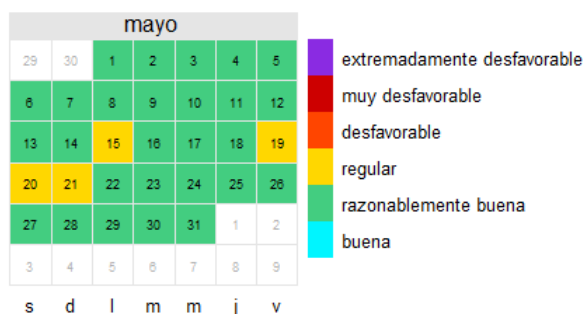 mayo
29 30 1 2 3 4 5
6 7 8 9 10 11 12
13 14 15 16 17 18 19
20 21 22 23 24 25 26
27 28 29 30 31 1 2
3 4 5 6 7 8 9
s d l m m j v
extremadamente desfavorable
muy desfavorable
desfavorable
regular
razonablemente buena
buena